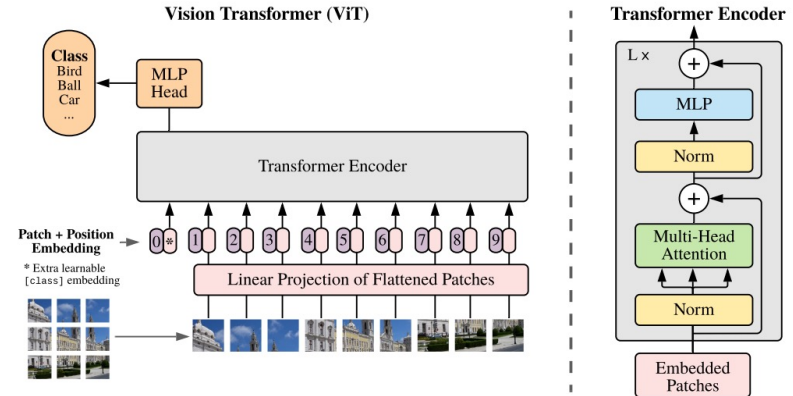 Vision Transformer (ViT)
Class
Bird
Ball
Car
...
MLP
Head
Transformer Encoder
Patch + Position
Embedding
* Extra learnable
[class] embedding
0 * 1 2 3 4 5 6 7 8 9
Linear Projection of Flattened Patches
Transformer Encoder
L x
+
MLP
Norm
+
Multi-Head
Attention
Norm
Embedded
Patches